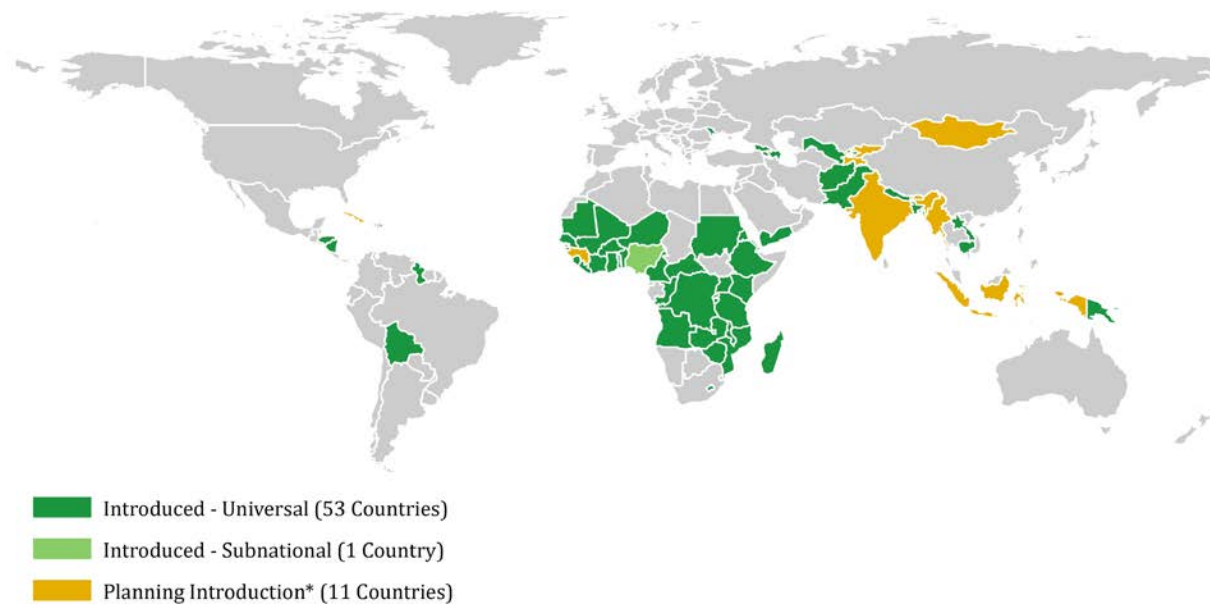 Introduced - Universal (53 Countries)
Introduced - Subnational (1 Country)
Planning Introduction* (11 Countries)